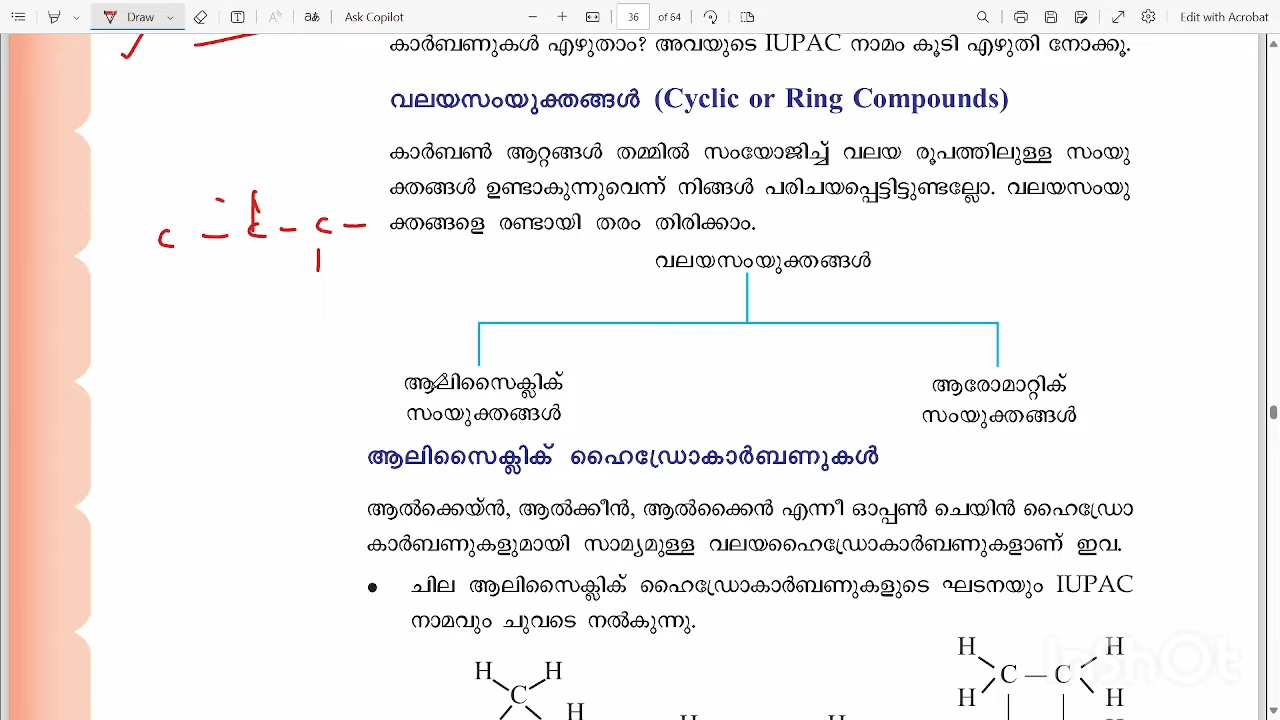 Draw
Ask Copilot
36 of 64
Edit with Acrobat
കാർബണുകൾ എഴുതാം? അവയുടെ IUPAC നാമം കൂടി എഴുതി നോക്കൂ.
വലയസംയുക്തങ്ങൾ (Cyclic or Ring Compounds)
കാർബൺ ആറ്റങ്ങൾ തമ്മിൽ സംയോജിച്ച് വലയ രൂപത്തിലുള്ള സംയു
ക്തങ്ങൾ ഉണ്ടാകുന്നുവെന്ന് നിങ്ങൾ പരിചയപ്പെട്ടിട്ടുണ്ടല്ലോ. വലയസംയു
ക്തങ്ങളെ രണ്ടായി തരം തിരിക്കാം.
c – c – c –
വലയസംയുക്തങ്ങൾ
ആലിസൈക്ലിക്
സംയുക്തങ്ങൾ
ആരോമാറ്റിക്
സംയുക്തങ്ങൾ
ആലിസൈക്ലിക് ഹൈഡ്രോകാർബണുകൾ
ആൽക്കെയ്ൻ, ആൽക്കീൻ, ആൽക്കൈൻ എന്നീ ഓപ്പൺ ചെയിൻ ഹൈഡ്രോ
കാർബണുകളുമായി സാമ്യമുള്ള വലയഹൈഡ്രോകാർബണുകളാണ് ഇവ.
• ചില ആലിസൈക്ലിക് ഹൈഡ്രോകാർബണുകളുടെ ഘടനയും IUPAC
നാമവും ചുവടെ നൽകുന്നു.
H H
C
H
H H
C — C
H H
InShOt